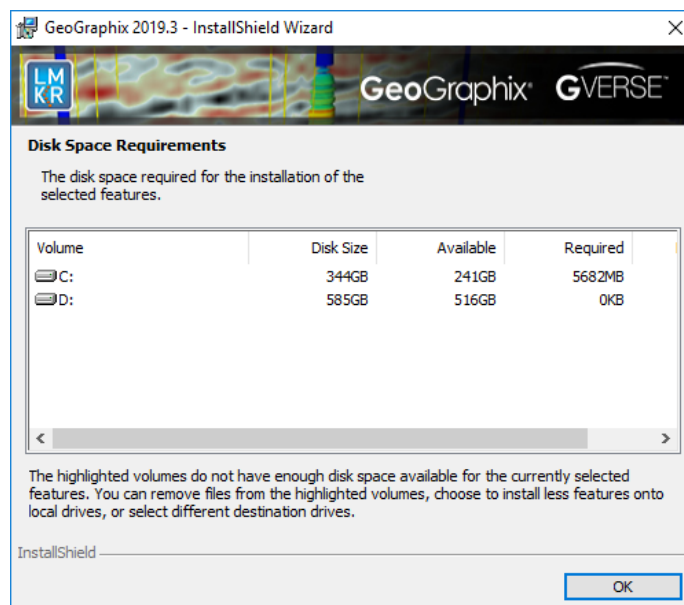 GeoGraphix 2019.3 - InstallShield Wizard
LM
KR
GeoGraphix® GVERSE™
Disk Space Requirements
The disk space required for the installation of the
selected features.
Volume Disk Size Available Required
C: 344GB 241GB 5682MB
D: 585GB 516GB 0KB
The highlighted volumes do not have enough disk space available for the currently selected
features. You can remove files from the highlighted volumes, choose to install less features onto
local drives, or select different destination drives.
InstallShield
OK